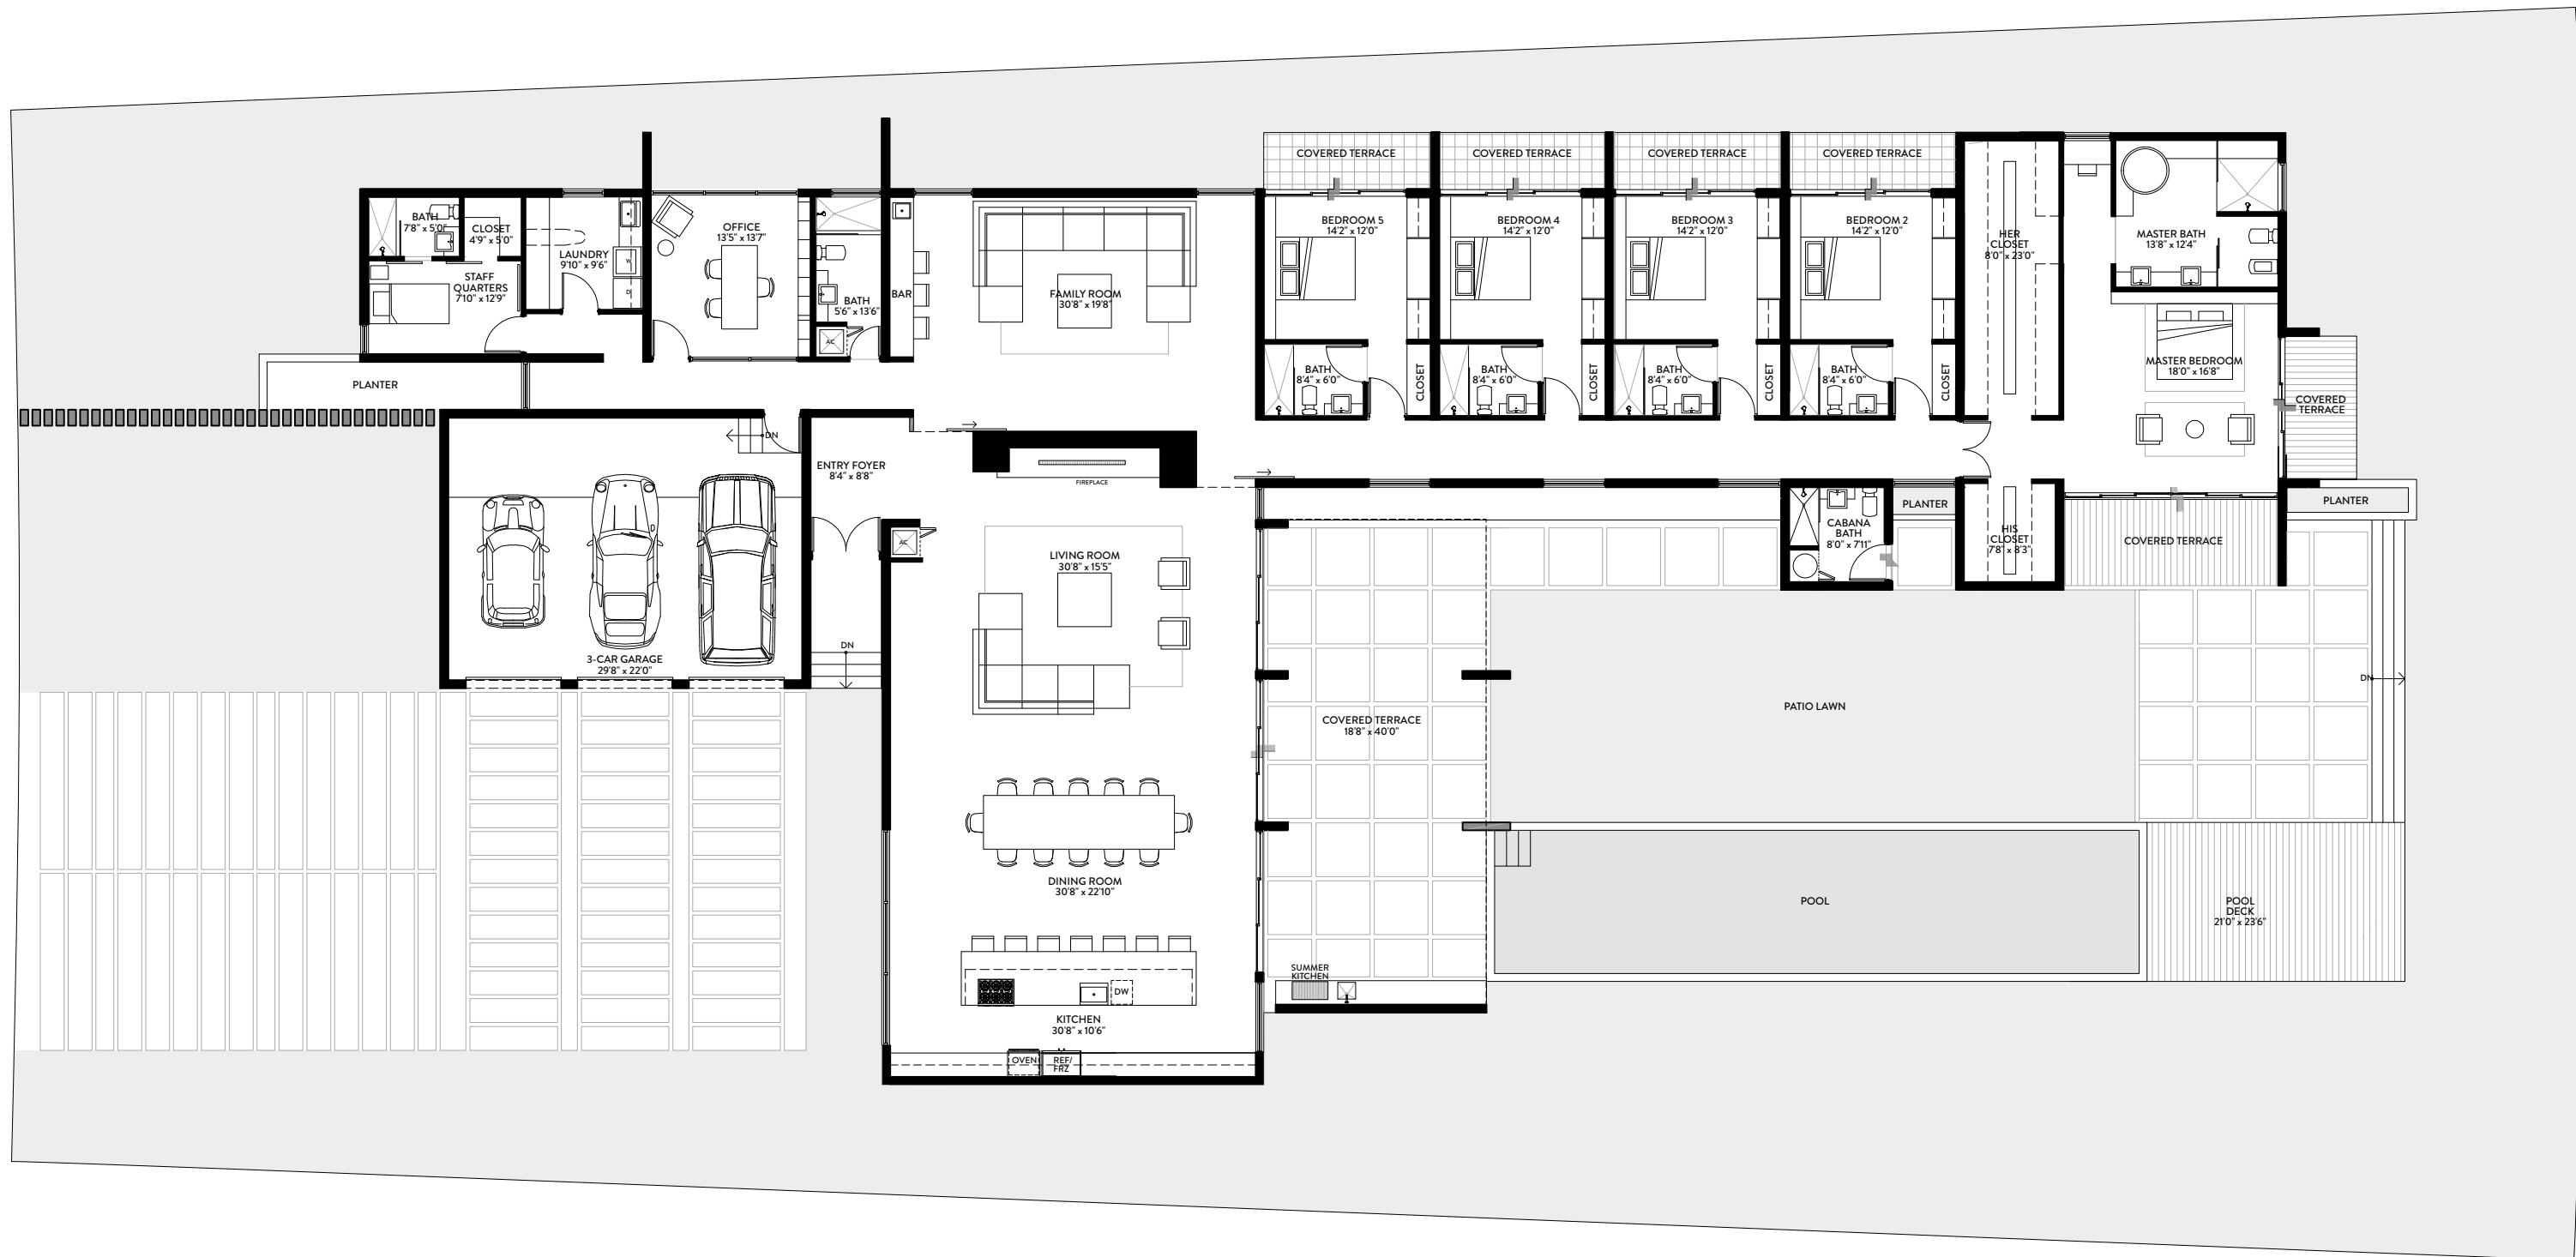 COVERED TERRACE
COVERED TERRACE
COVERED TERRACE
COVERED TERRACE
BATH
7'8" x 5'0"
CLOSET
4'9" x 5'0"
STAFF
QUARTERS
7'10" x 12'9"
LAUNDRY
9'10" x 9'6"
W
D
OFFICE
13'5" x 13'7"
BATH
5'6" x 13'6"
AC
BAR
FAMILY ROOM
30'8" x 19'8"
BEDROOM 5
14'2" x 12'0"
BEDROOM 4
14'2" x 12'0"
BEDROOM 3
14'2" x 12'0"
BEDROOM 2
14'2" x 12'0"
HER
CLOSET
8'0" x 23'0"
MASTER BATH
13'8" x 12'4"
MASTER BEDROOM
18'0" x 16'8"
COVERED
TERRACE
BATH
8'4" x 6'0"
CLOSET
BATH
8'4" x 6'0"
CLOSET
BATH
8'4" x 6'0"
CLOSET
BATH
8'4" x 6'0"
CLOSET
PLANTER
DN
ENTRY FOYER
8'4" x 8'8"
FIREPLACE
AC
DN
3-CAR GARAGE
29'8" x 22'0"
LIVING ROOM
30'8" x 15'5"
CABANA
BATH
8'0" x 7'11"
PLANTER
HIS
CLOSET
7'8" x 8'3"
COVERED TERRACE
PLANTER
DN
COVERED TERRACE
18'8" x 40'0"
PATIO LAWN
DINING ROOM
30'8" x 22'10"
POOL
POOL
DECK
21'0" x 23'6"
SUMMER
KITCHEN
DW
KITCHEN
30'8" x 10'6"
OVEN
REF/
FRZ